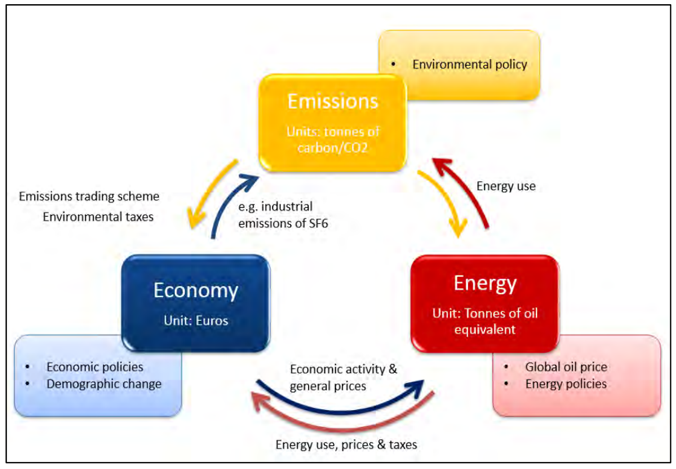 • Environmental policy
Emissions
Units: tonnes of
carbon/CO2
Emissions trading scheme
Environmental taxes
e.g. industrial
emissions of SF6
Energy use
Economy
Unit: Euros
Energy
Unit: Tonnes of oil
equivalent
• Economic policies
• Demographic change
Economic activity &
general prices
• Global oil price
• Energy policies
Energy use, prices & taxes